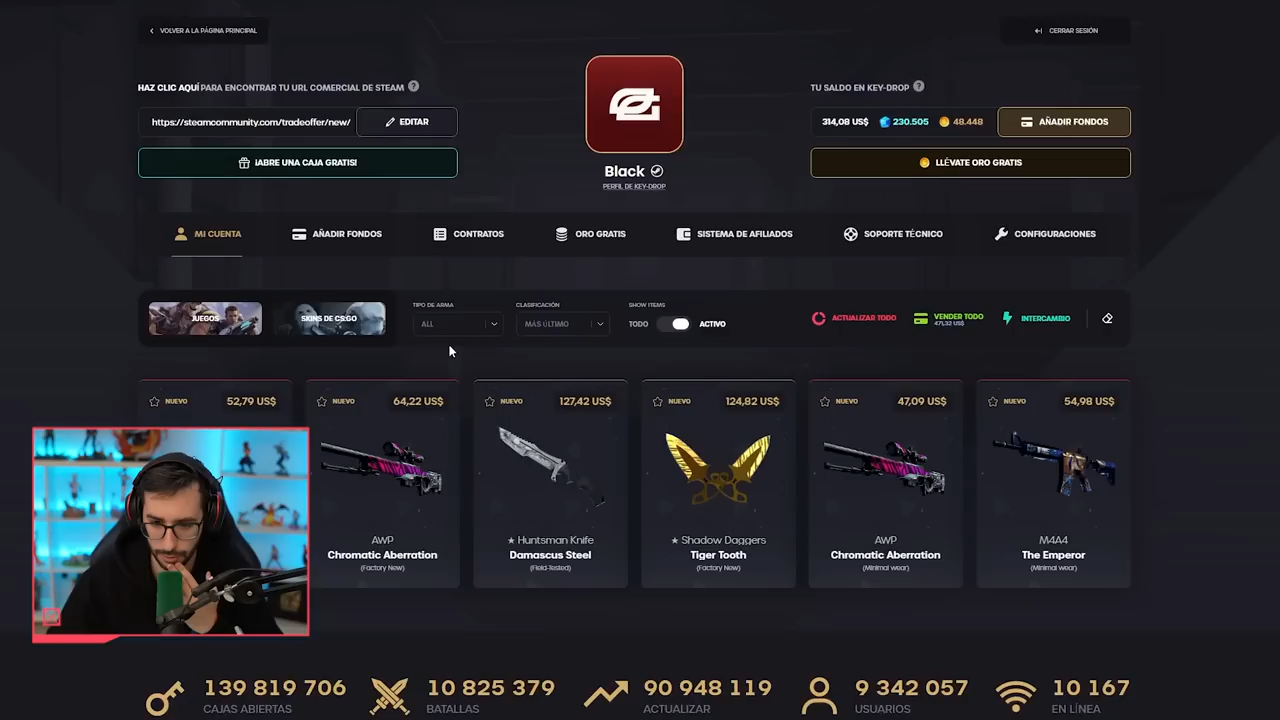 VOLVER A LA PÁGINA PRINCIPAL
CERRAR SESIÓN
HAZ CLIC AQUÍ PARA ENCONTRAR TU URL COMERCIAL DE STEAM ?
TU SALDO EN KEY-DROP ?
https://steamcommunity.com/tradeoffer/new/
EDITAR
314,08 US$ 230.505 48.448
AÑADIR FONDOS
¡ABRE UNA CAJA GRATIS!
LLÉVATE ORO GRATIS
Black
PERFIL DE KEY-DROP
MI CUENTA
AÑADIR FONDOS
CONTRATOS
ORO GRATIS
SISTEMA DE AFILIADOS
SOPORTE TÉCNICO
CONFIGURACIONES
JUEGOS
SKINS DE CS:GO
TIPO DE ARMA
ALL
CLASIFICACIÓN
MÁS ÚLTIMO
SHOW ITEMS
TODO
ACTIVO
ACTUALIZAR TODO
VENDER TODO
471,32 US$
INTERCAMBIO
NUEVO 52,79 US$
NUEVO 64,22 US$
NUEVO 127,42 US$
NUEVO 124,82 US$
NUEVO 47,09 US$
NUEVO 54,98 US$
AWP
Chromatic Aberration
(Factory New)
★ Huntsman Knife
Damascus Steel
(Field-Tested)
★ Shadow Daggers
Tiger Tooth
(Factory New)
AWP
Chromatic Aberration
(Minimal wear)
M4A4
The Emperor
(Minimal wear)
139 819 706
CAJAS ABIERTAS
10 825 379
BATALLAS
90 948 119
ACTUALIZAR
9 342 057
USUARIOS
10 167
EN LÍNEA